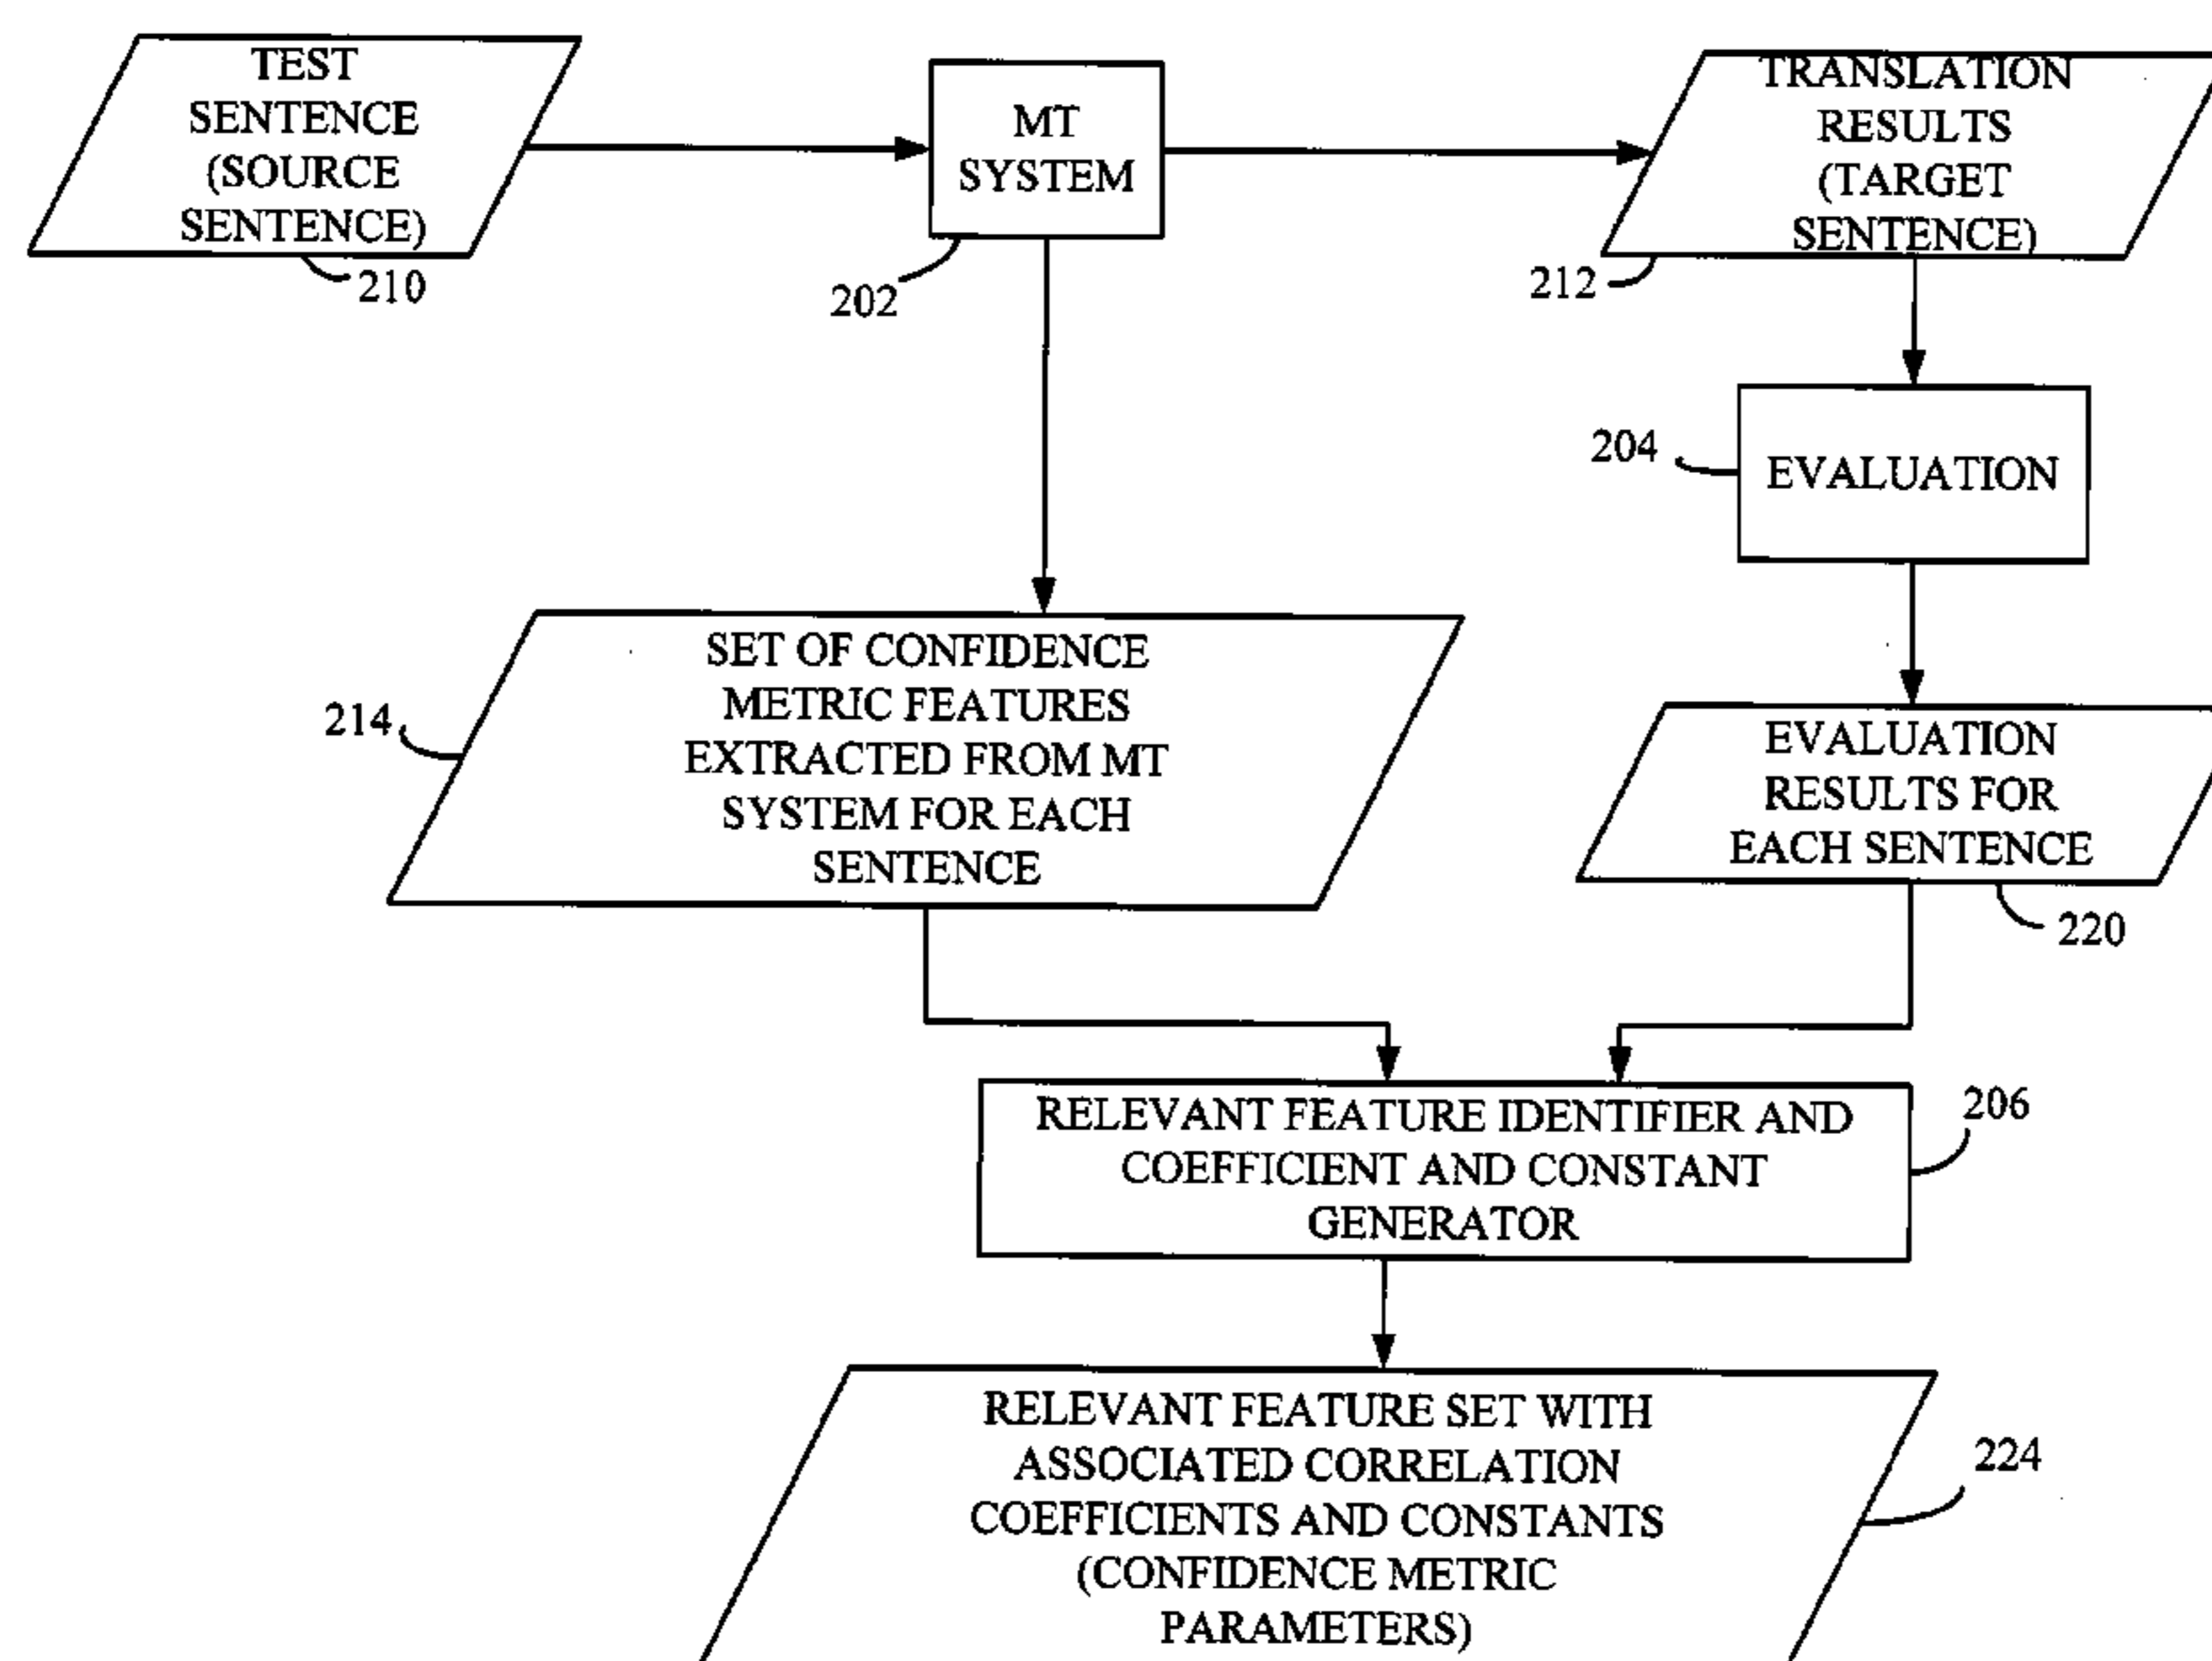 TEST
SENTENCE
(SOURCE
SENTENCE)
210
MT
SYSTEM
202
TRANSLATION
RESULTS
(TARGET
SENTENCE)
212
204
EVALUATION
214
SET OF CONFIDENCE
METRIC FEATURES
EXTRACTED FROM MT
SYSTEM FOR EACH
SENTENCE
EVALUATION
RESULTS FOR
EACH SENTENCE
220
RELEVANT FEATURE IDENTIFIER AND
COEFFICIENT AND CONSTANT
GENERATOR
206
RELEVANT FEATURE SET WITH
ASSOCIATED CORRELATION
COEFFICIENTS AND CONSTANTS
(CONFIDENCE METRIC
PARAMETERS)
224